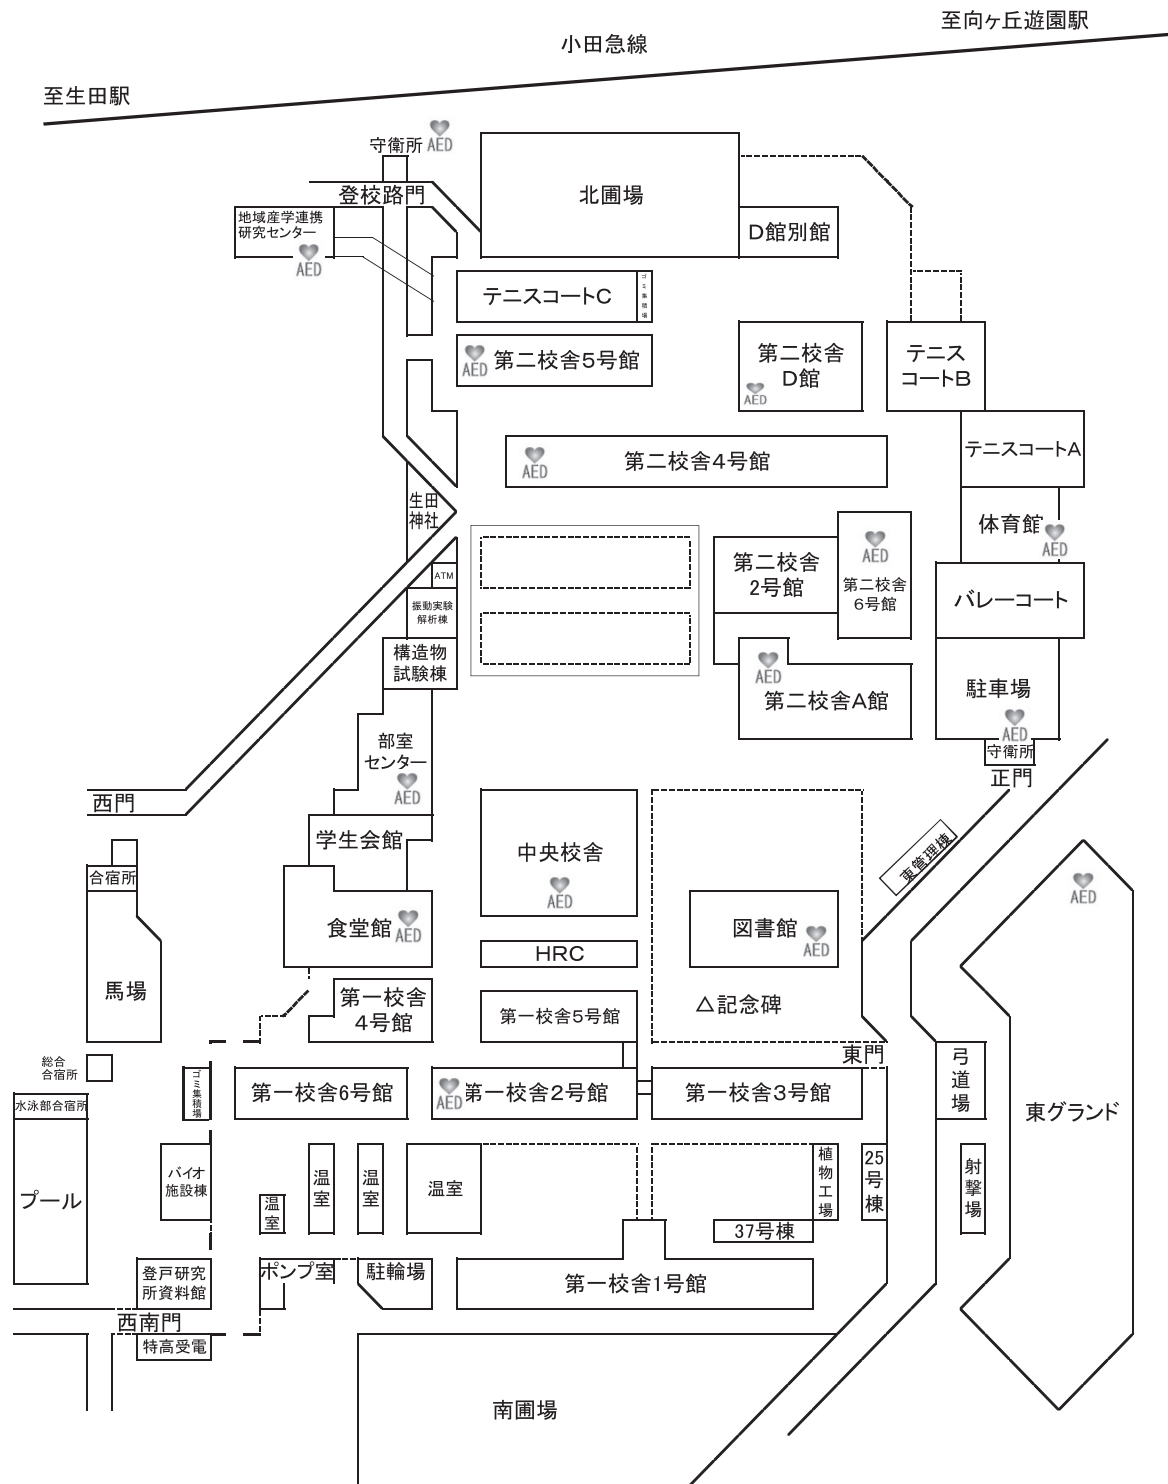 至向ヶ丘遊園駅
小田急線
至生田駅
守衛所
AED
登校路門
北圃場
地域産学連携
研究センター
AED
D館別館
テニスコートC
ゴミ集積場
AED
第二校舎5号館
第二校舎
D館
AED
テニス
コートB
AED
第二校舎4号館
テニスコートA
生田
神社
体育館
AED
ATM
第二校舎
2号館
AED
第二校舎
6号館
振動実験
解析棟
バレーコート
構造物
試験棟
AED
第二校舎A館
駐車場
AED
守衛所
正門
部室
センター
AED
西門
学生会館
中央校舎
AED
東管理棟
合宿所
AED
食堂館
AED
図書館
AED
HRC
馬場
第一校舎
4号館
第一校舎5号館
△記念碑
東門
総合
合宿所
ゴミ集積場
第一校舎6号館
AED
第一校舎2号館
第一校舎3号館
弓道場
東グランド
水泳部合宿所
プール
バイオ
施設棟
温室
温室
温室
温室
植物工場
25号棟
射撃場
37号棟
登戸研究
所資料館
ポンプ室
駐輪場
第一校舎1号館
西南門
特高受電
南圃場